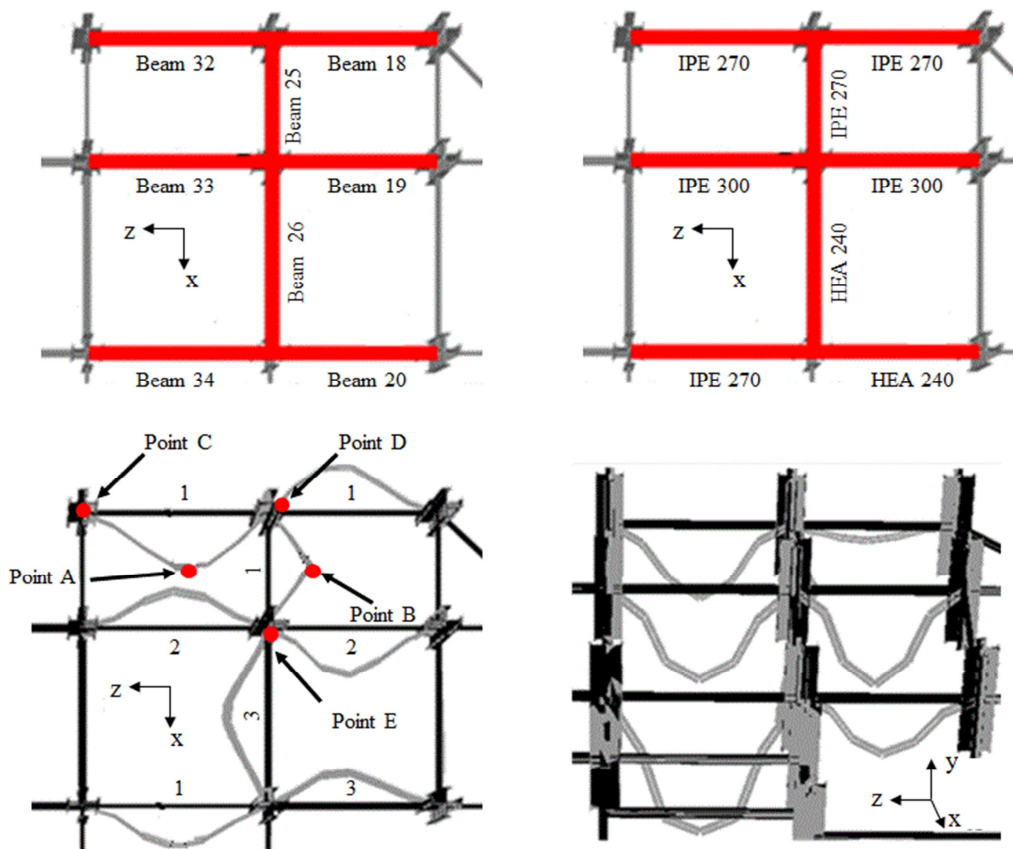 Beam 32
Beam 18
Beam 25
Beam 33
Beam 19
z
x
Beam 26
Beam 34
Beam 20
IPE 270
IPE 270
IPE 270
IPE 300
IPE 300
z
x
HEA 240
IPE 270
HEA 240
Point C
Point D
1
1
Point A
1
Point B
2
2
z
x
3
Point E
1
3
y
z
x